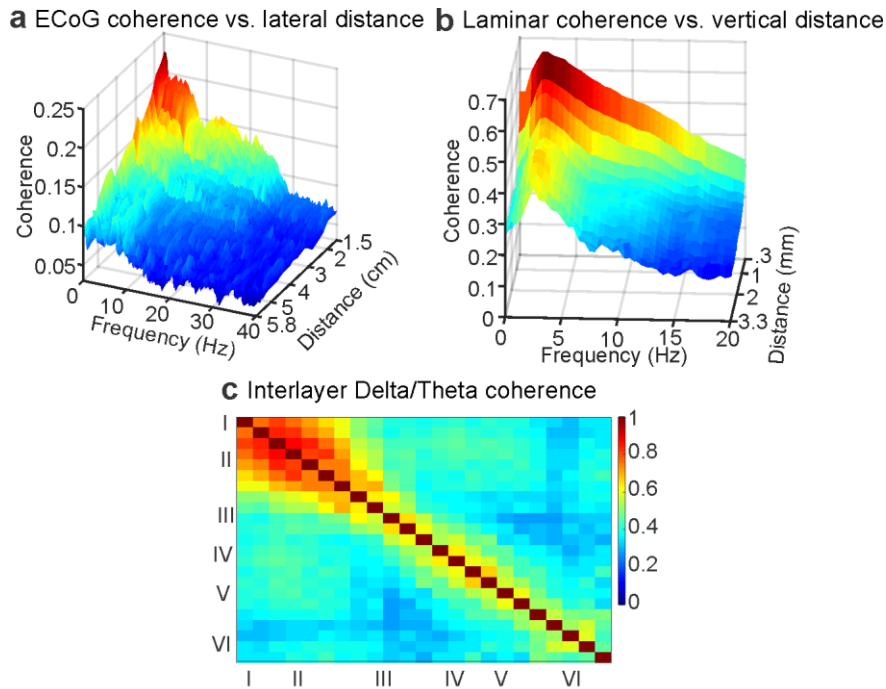 a ECoG coherence vs. lateral distance
0.25
0.2
0.15
0.1
0.05
Coherence
0
10
20
30
40
Frequency (Hz)
1.5
2
3
4
5
5.8
Distance (cm)
b Laminar coherence vs. vertical distance
0.7
0.6
0.5
0.4
0.3
0.2
0.1
0
Coherence
0
5
10
15
20
Frequency (Hz)
.3
1
2
3.3
Distance (mm)
c Interlayer Delta/Theta coherence
I
II
III
IV
V
VI
I II III IV V VI
1
0.8
0.6
0.4
0.2
0